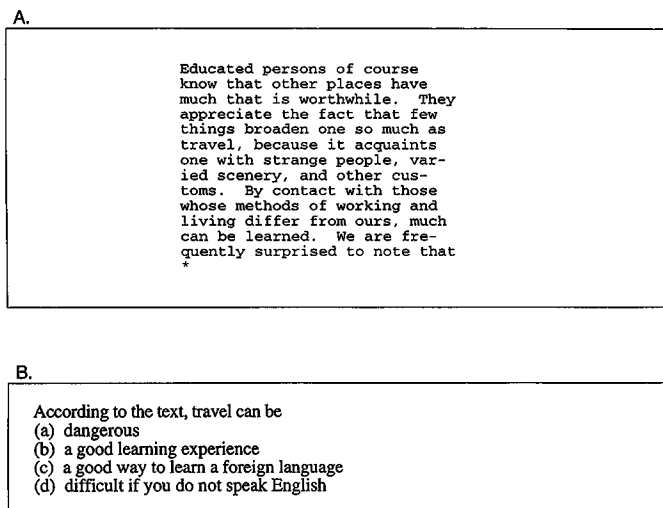 A.
Educated persons of course
know that other places have
much that is worthwhile. They
appreciate the fact that few
things broaden one so much as
travel, because it acquaints
one with strange people, var-
ied scenery, and other cus-
toms. By contact with those
whose methods of working and
living differ from ours, much
can be learned. We are fre-
quently surprised to note that
*
B.
According to the text, travel can be
(a) dangerous
(b) a good learning experience
(c) a good way to learn a foreign language
(d) difficult if you do not speak English